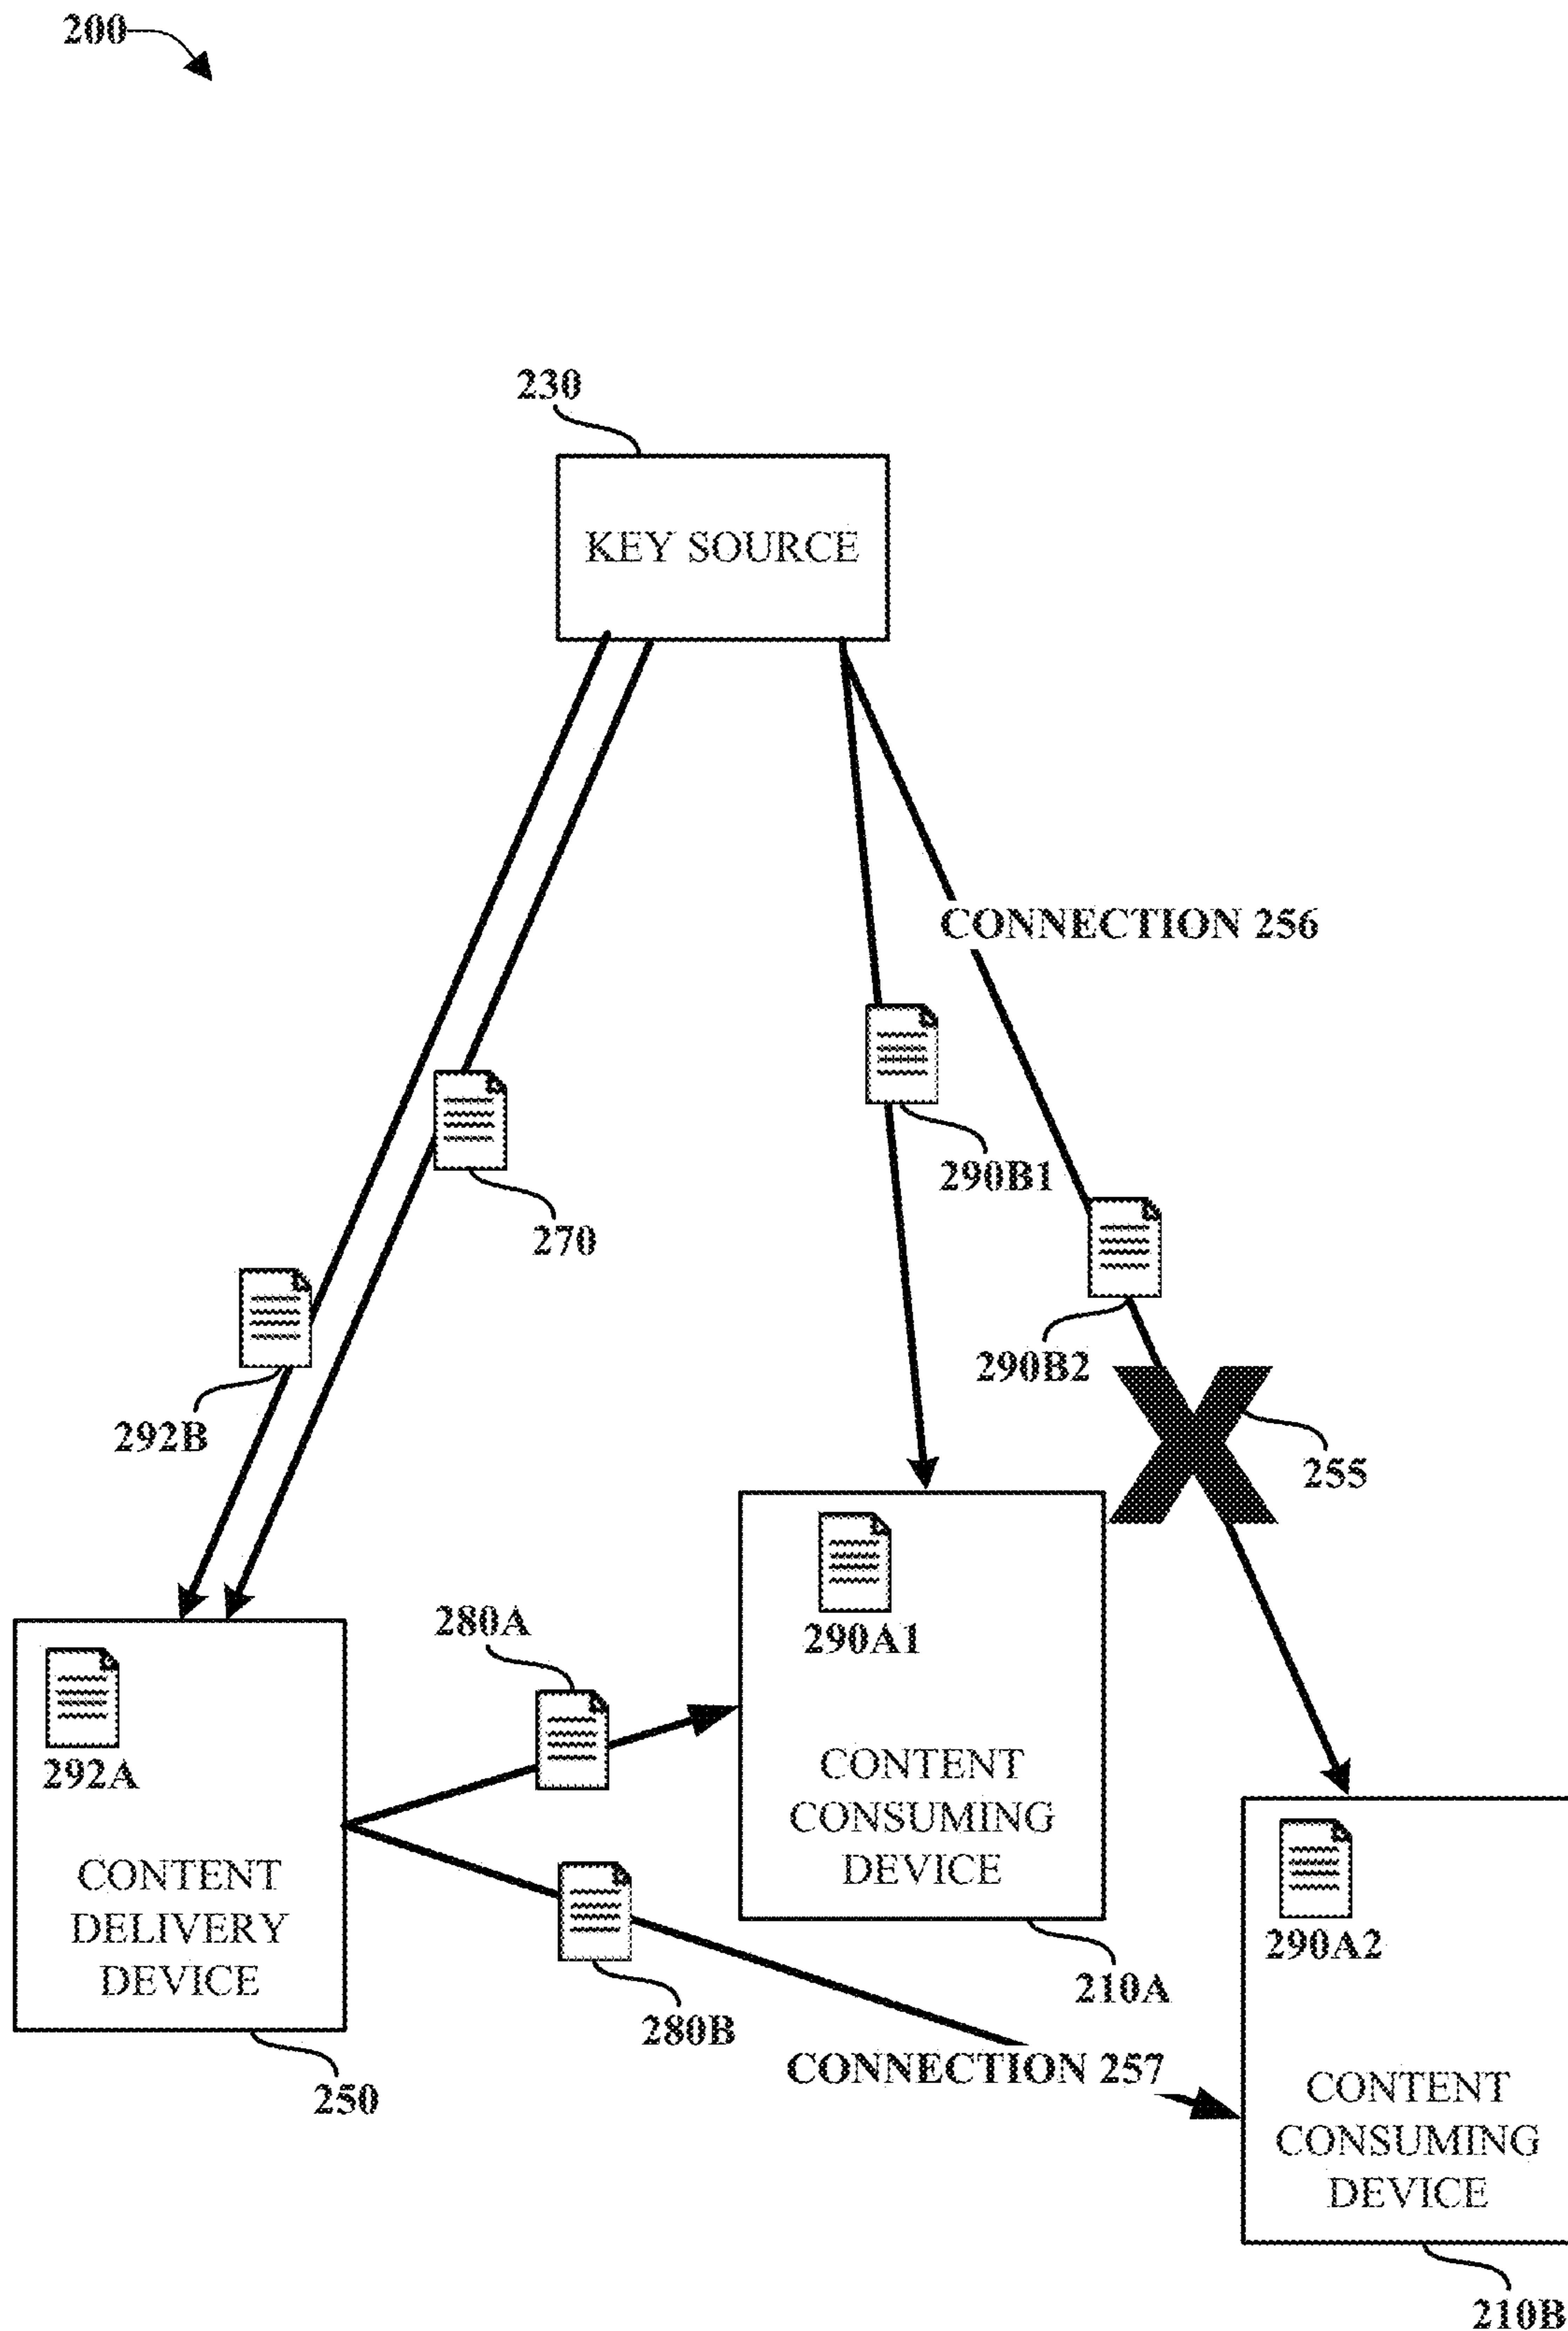 200
230
KEY SOURCE
CONNECTION 256
290B1
270
290B2
292B
255
280A
290A1
292A
CONTENT
CONSUMING
DEVICE
CONTENT
DELIVERY
DEVICE
290A2
210A
280B
CONNECTION 257
250
CONTENT
CONSUMING
DEVICE
210B